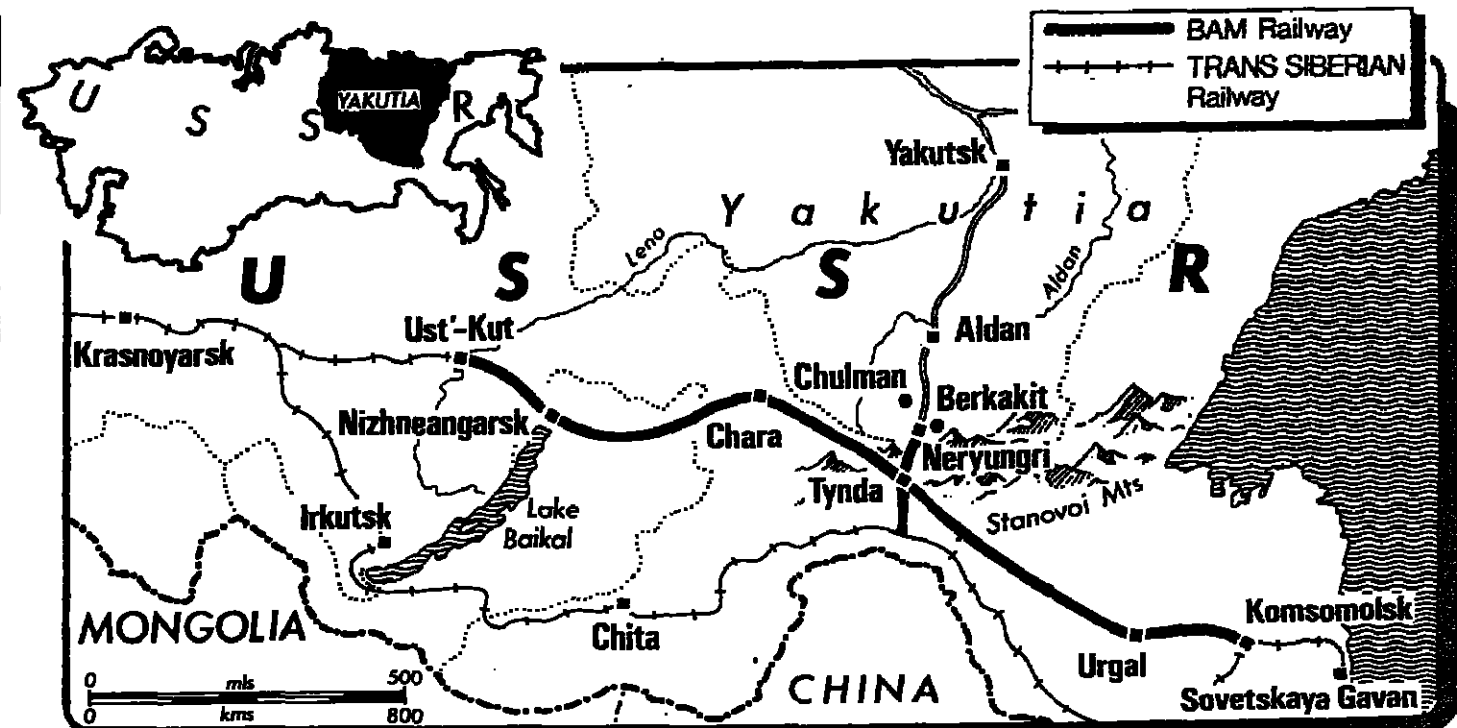 BAM Railway
TRANS SIBERIAN
Railway
U S S R
YAKUTIA
Yakutsk
Yakutia
Lena
Aldan
U S S R
Ust'-Kut
Krasnoyarsk
Aldan
Chulman
Berkakit
Nizhneangarsk
Chara
Neryungri
Tynda
Stanovoi Mts
Irkutsk
Lake
Baikal
MONGOLIA
Chita
Komsomolsk
Urgal
CHINA
Sovetskaya Gavan
0 mls 500
0 kms 800